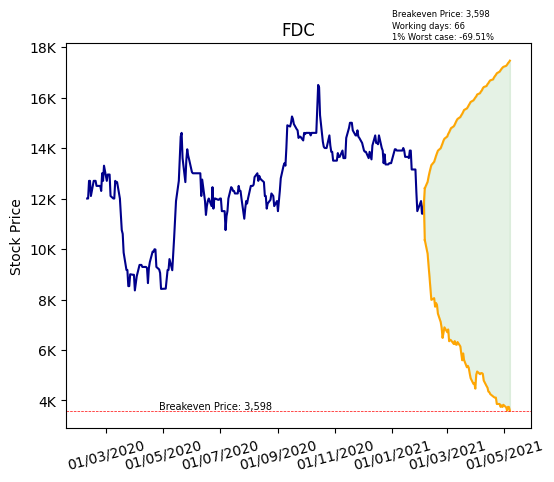 Breakeven Price: 3,598
Working days: 66
1% Worst case: -69.51%
FDC
Stock Price
18K
16K
14K
12K
10K
8K
6K
4K
Breakeven Price: 3,598
01/03/2020
01/05/2020
01/07/2020
01/09/2020
01/11/2020
01/01/2021
01/03/2021
01/05/2021